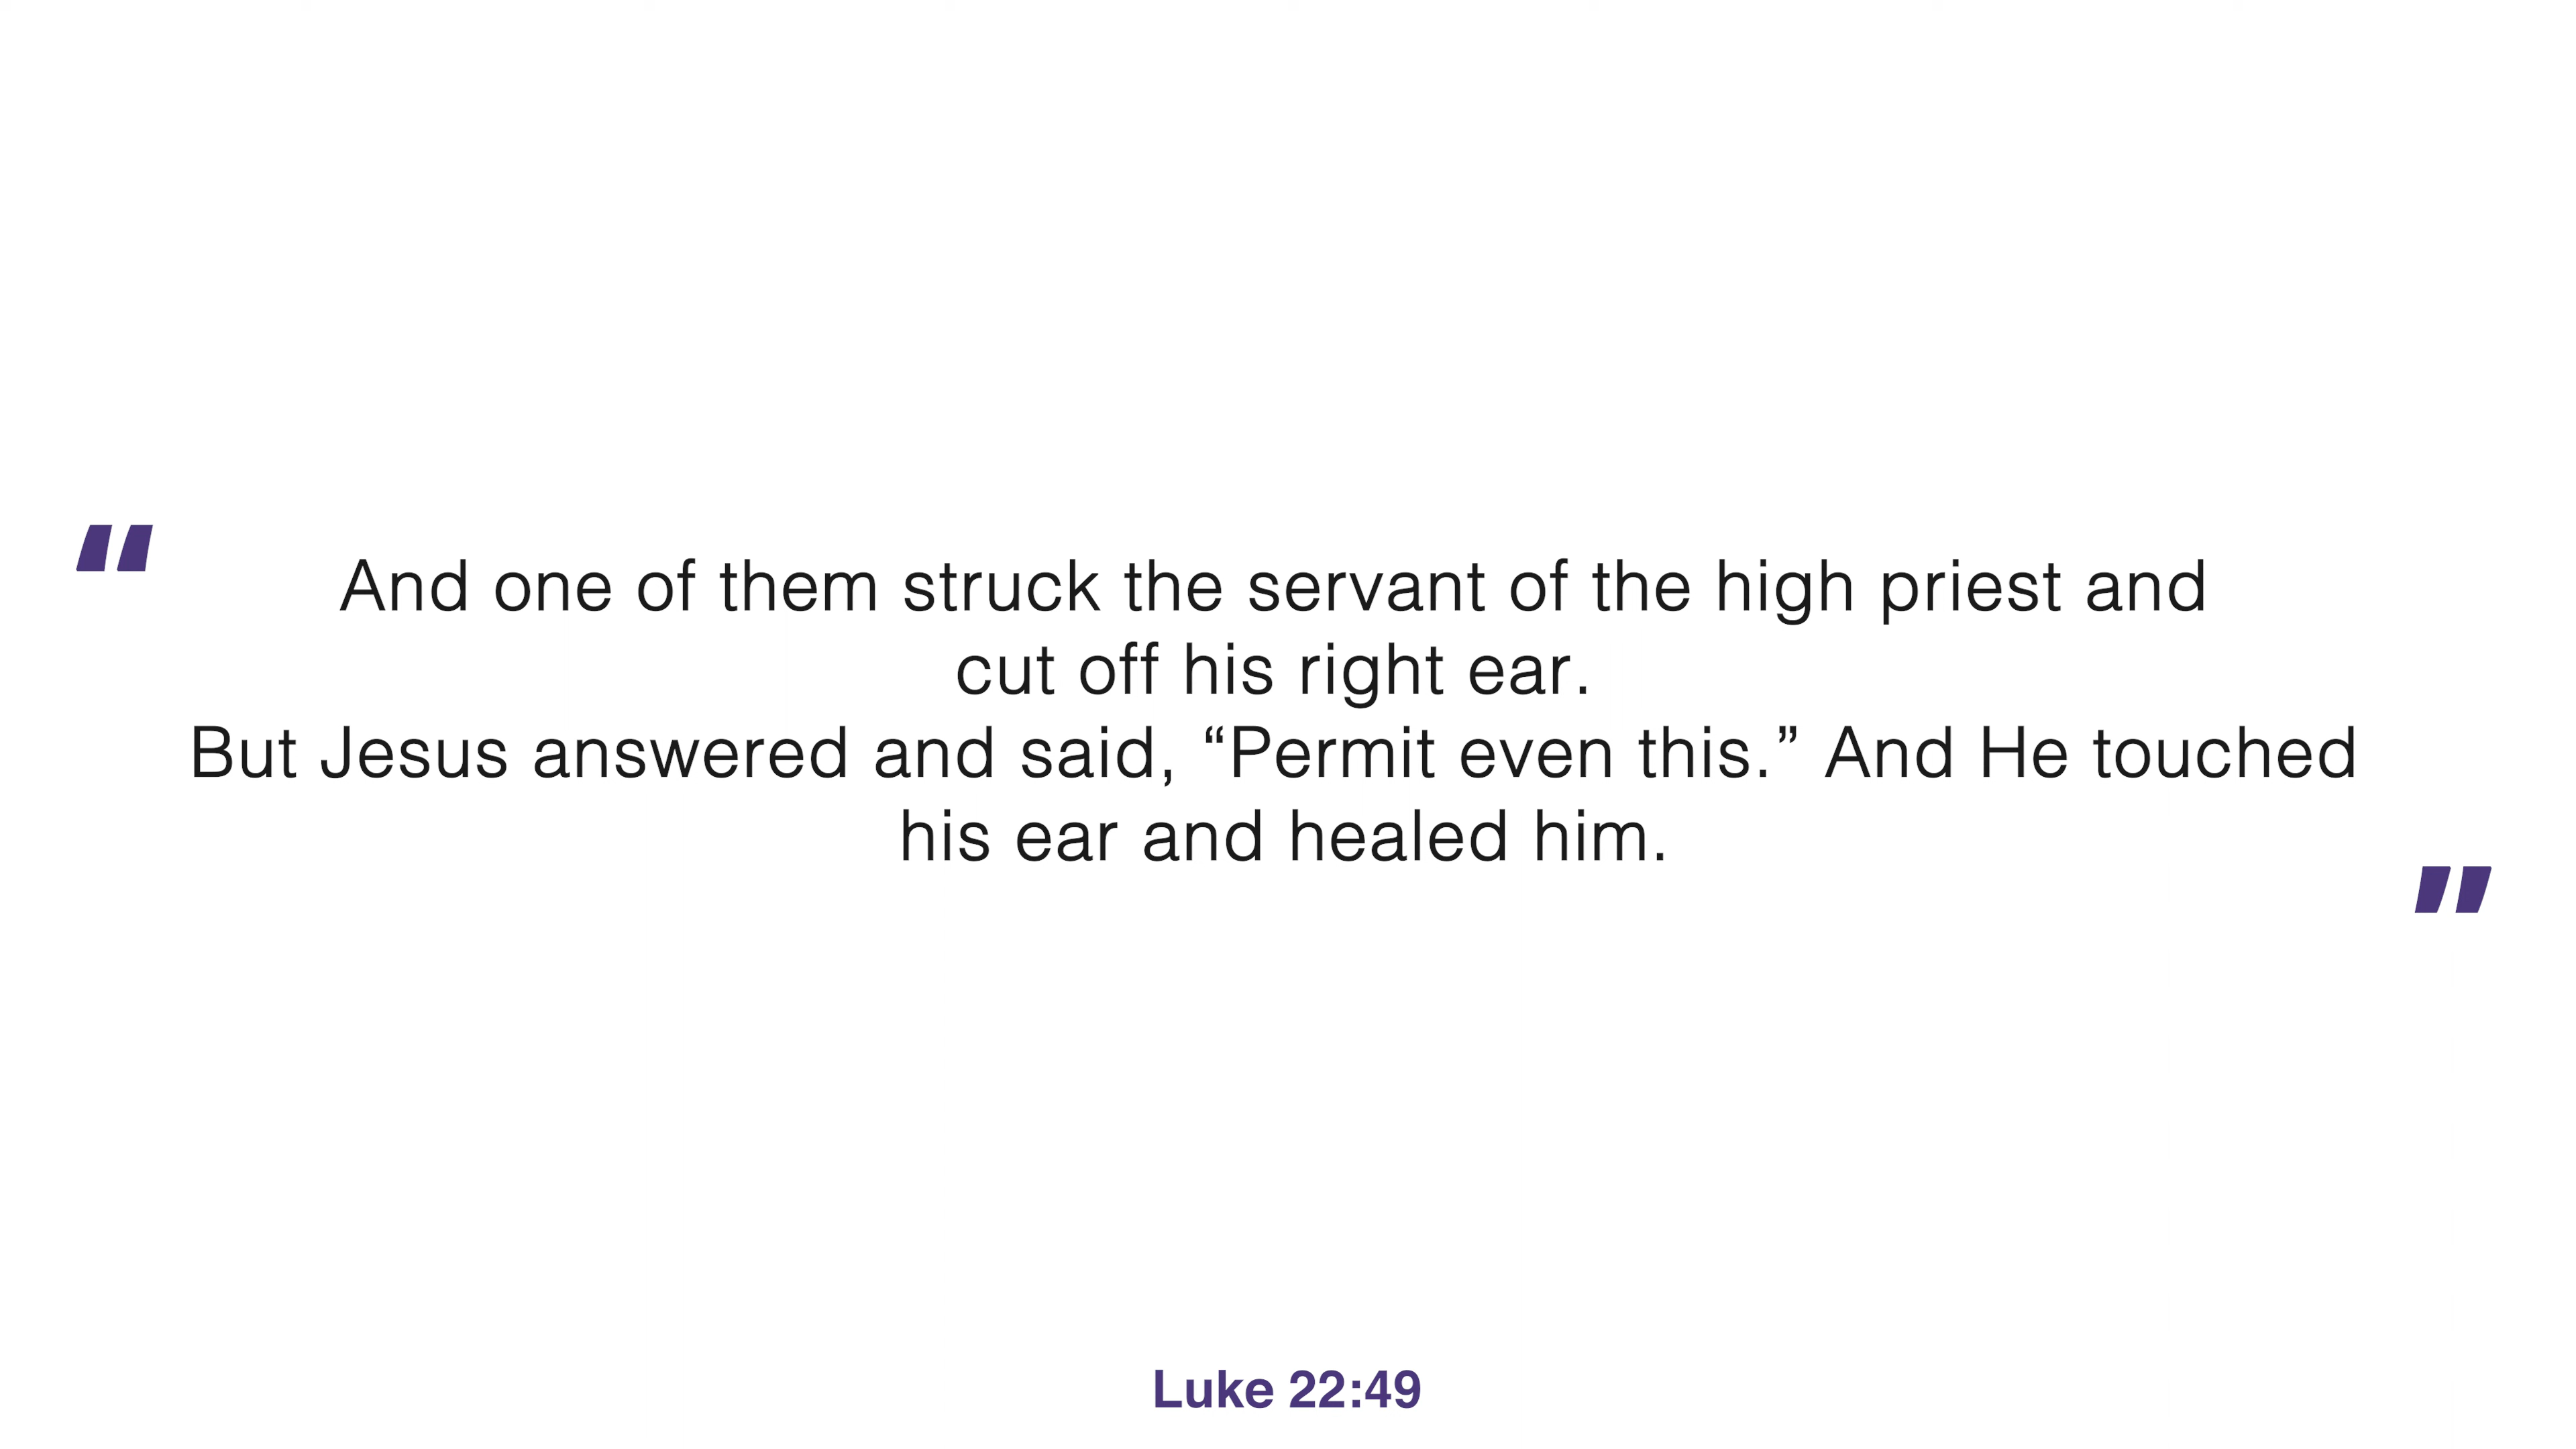 “
And one of them struck the servant of the high priest and
cut off his right ear.
But Jesus answered and said, “Permit even this.” And He touched
his ear and healed him.
”
Luke 22:49